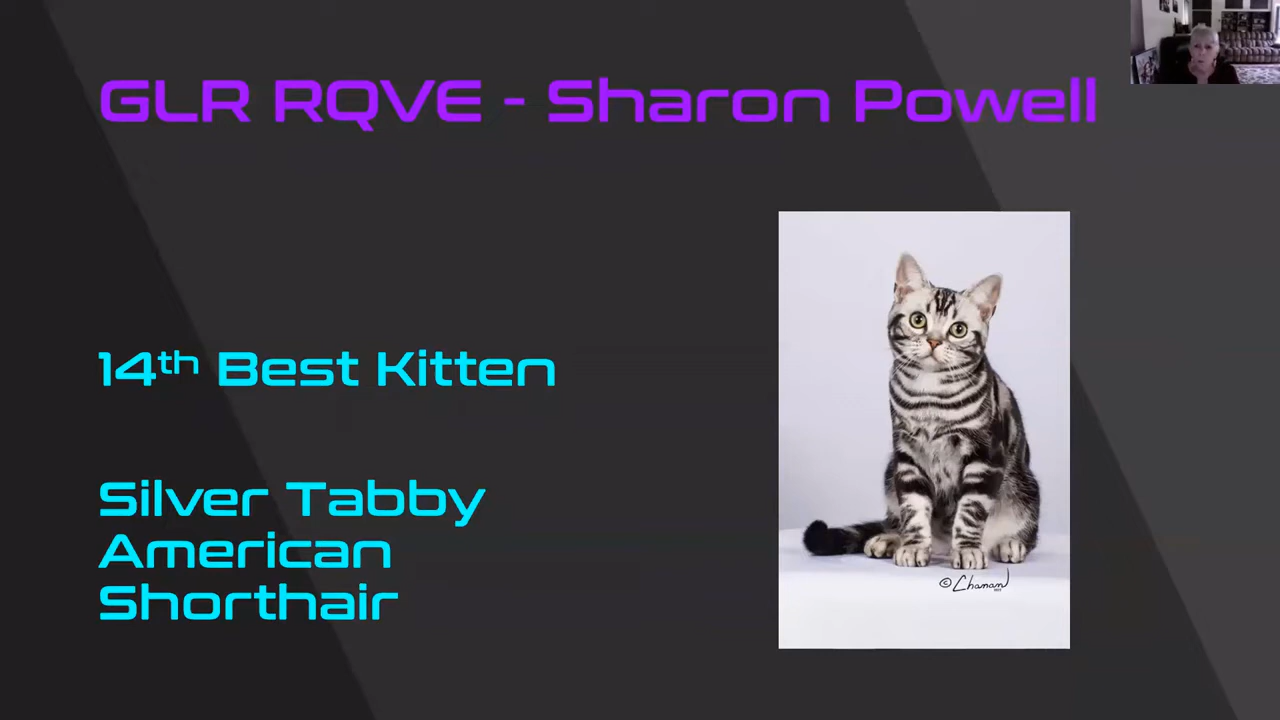 GLR RQVE - Sharon Powell
14th Best Kitten
Silver Tabby
American
Shorthair
© Chanan